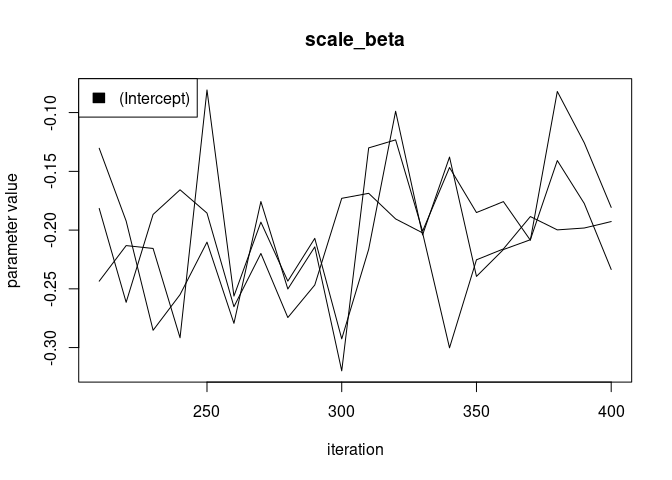 scale_beta
(Intercept)
parameter value
-0.10
-0.15
-0.20
-0.25
-0.30
250 300 350 400
iteration